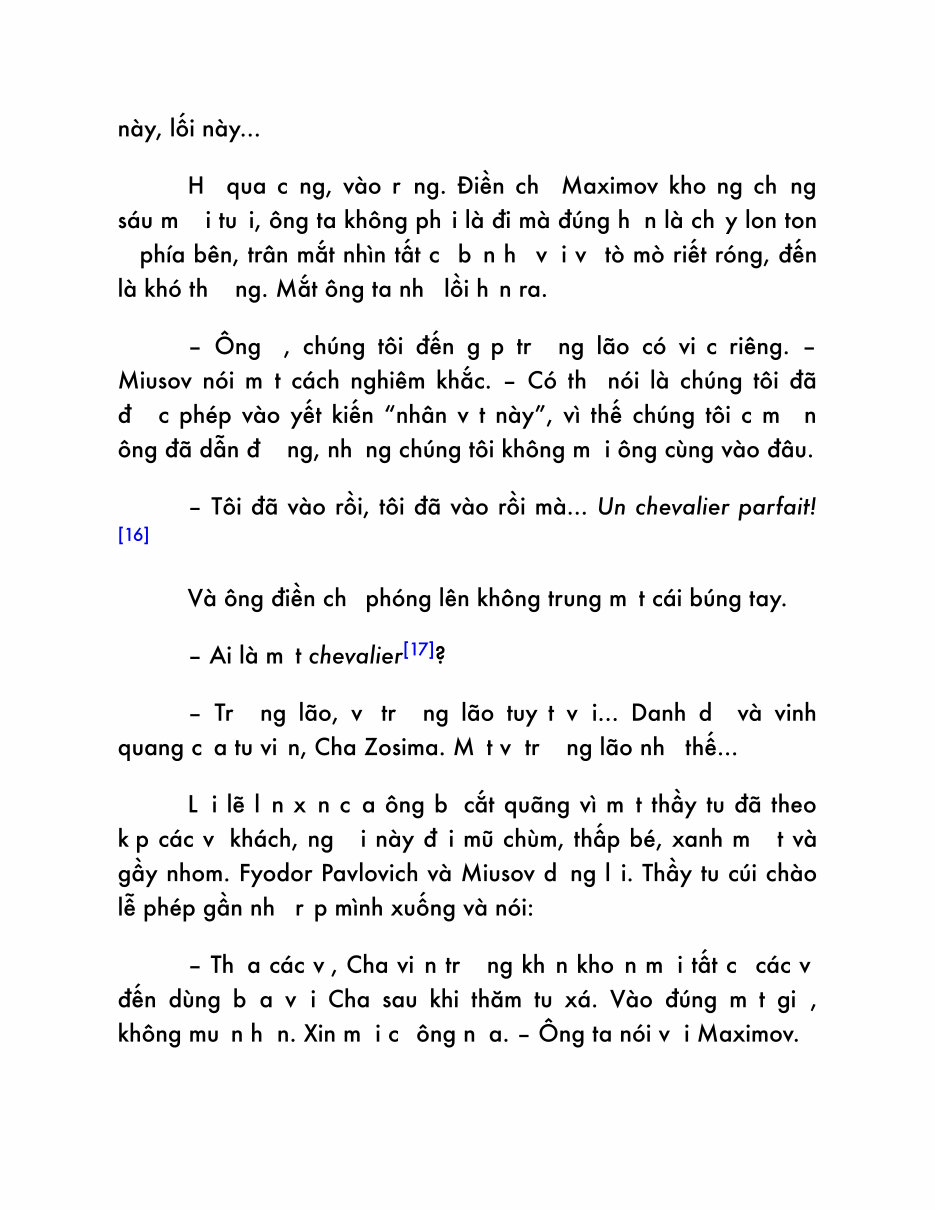 này, lối này...
H qua c ng, vào r ng. Điền ch Maximov kho ng ch ng
sáu m i tu i, ông ta không ph i là đi mà đúng h n là ch y lon ton
phía bên, trân mắt nhìn tất c b n h v i v tò mò riết róng, đến
là khó th ng. Mắt ông ta nh lồi h n ra.
– Ông , chúng tôi đến g p tr ng lão có vi c riêng. –
Miusov nói m t cách nghiêm khắc. – Có th nói là chúng tôi đã
đ c phép vào yết kiến “nhân v t này”, vì thế chúng tôi c m n
ông đã dẫn đ ng, nh ng chúng tôi không m i ông cùng vào đâu.
– Tôi đã vào rồi, tôi đã vào rồi mà... Un chevalier parfait!
[16]
Và ông điền ch phóng lên không trung m t cái búng tay.
– Ai là m t chevalier[17]?
– Tr ng lão, v tr ng lão tuy t v i... Danh d và vinh
quang c a tu vi n, Cha Zosima. M t v tr ng lão nh thế...
L i lẽ l n x n c a ông b cắt quãng vì m t thầy tu đã theo
k p các v khách, ng i này đ i mũ chùm, thấp bé, xanh m t và
gầy nhom. Fyodor Pavlovich và Miusov d ng l i. Thầy tu cúi chào
lễ phép gần nh r p mình xuống và nói:
– Th a các v , Cha vi n tr ng kh n kho n m i tất c các v
đến dùng b a v i Cha sau khi thăm tu xá. Vào đúng m t gi ,
không mu n h n. Xin m i c ông n a. – Ông ta nói v i Maximov.